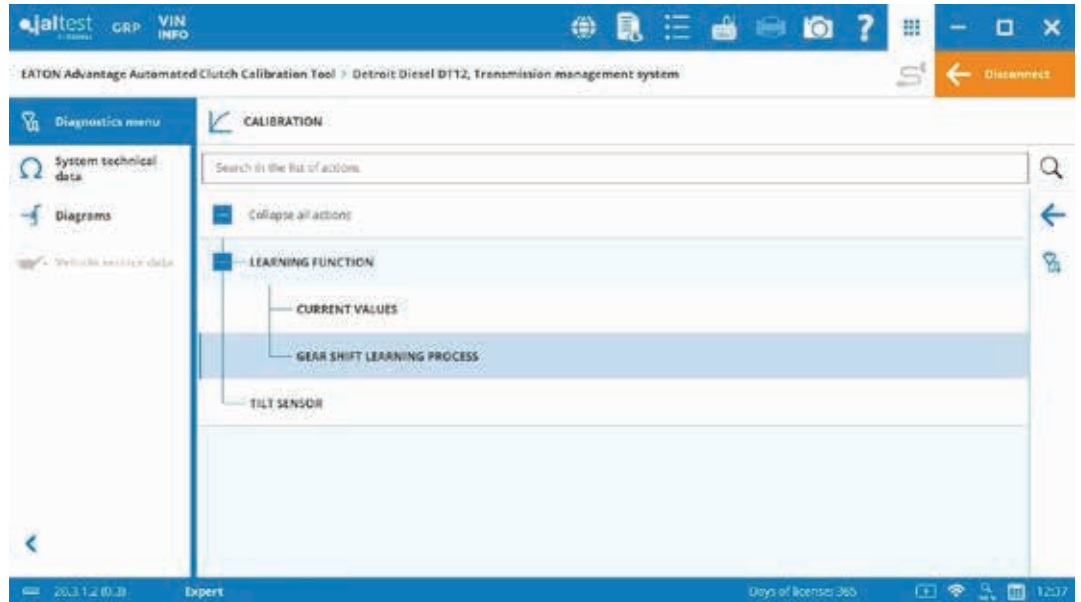 jaltest GRP VIN INFO
EATON Advantage Automated Clutch Calibration Tool > Detroit Diesel DT12, Transmission management system
Disconnect
Diagnostics menu
CALIBRATION
System technical data
Search in the list of actions
Diagrams
Collapse all actions
Vehicle service data
LEARNING FUNCTION
CURRENT VALUES
GEAR SHIFT LEARNING PROCESS
TILT SENSOR
Expert
Days of licenses 365
12:07